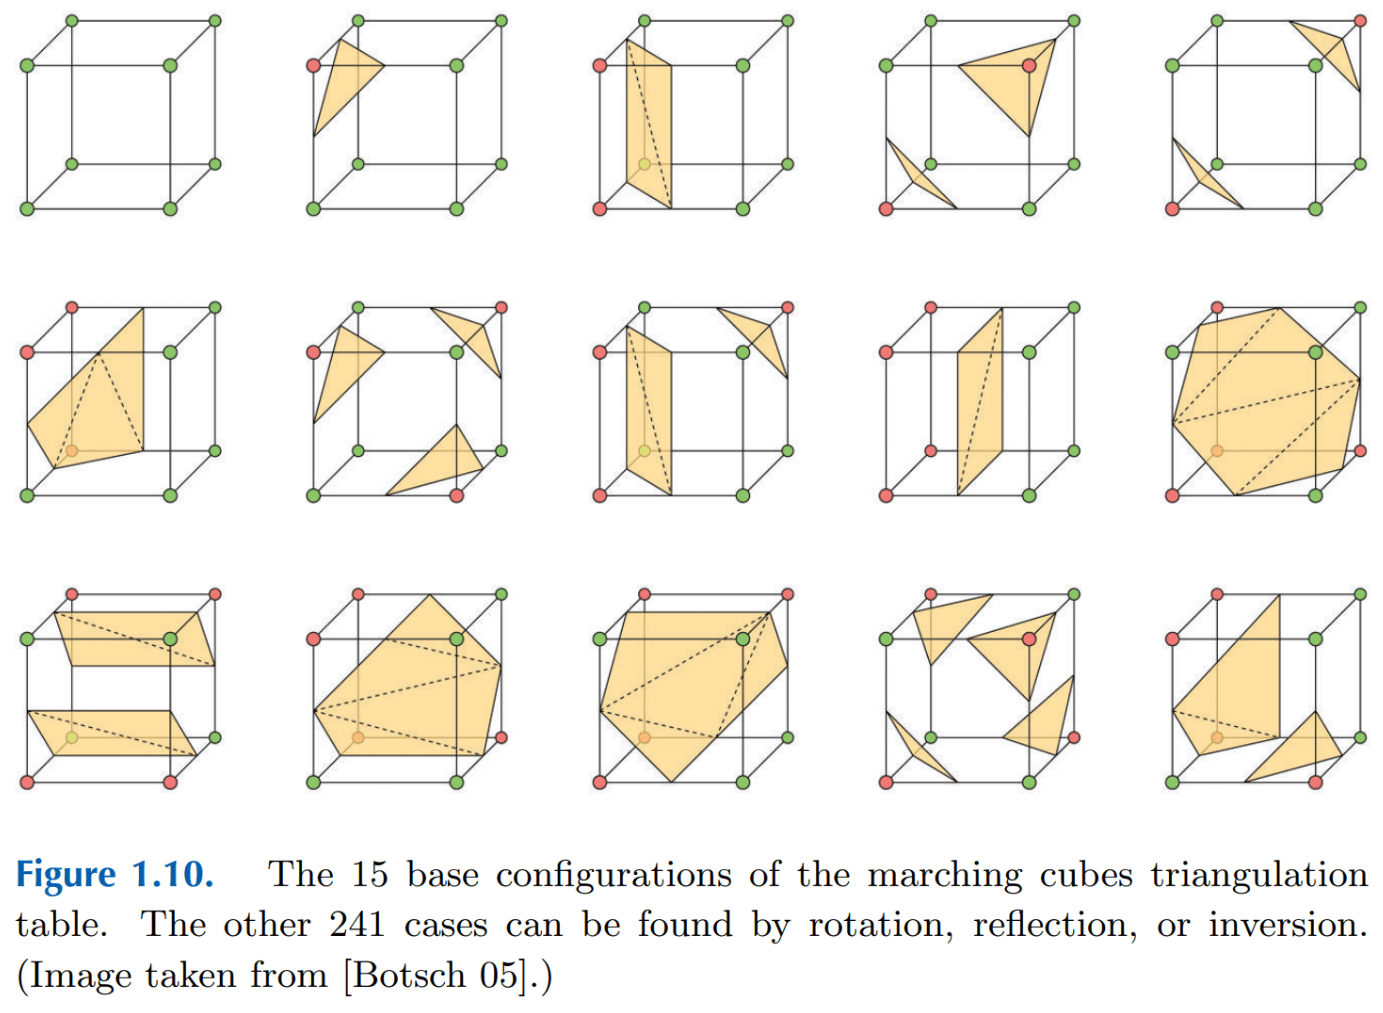 Figure 1.10. The 15 base configurations of the marching cubes triangulation
table. The other 241 cases can be found by rotation, reflection, or inversion.
(Image taken from [Botsch 05].)